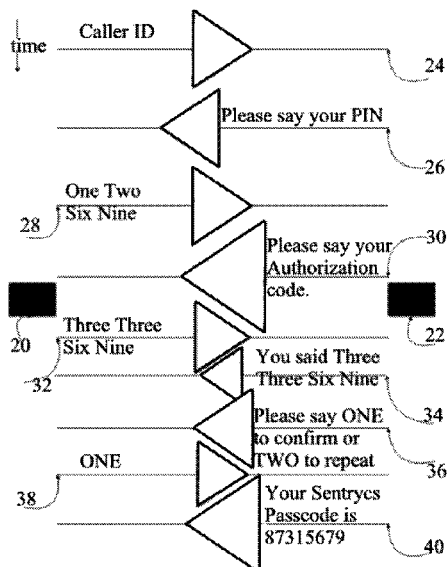 time
Caller ID
24
Please say your PIN
26
One Two
Six Nine
28
30
Please say your
Authorization
code.
20
22
Three Three
Six Nine
32
You said Three
Three Six Nine
34
Please say ONE
to confirm or
TWO to repeat
36
ONE
38
Your Sentrycs
Passcode is
87315679
40